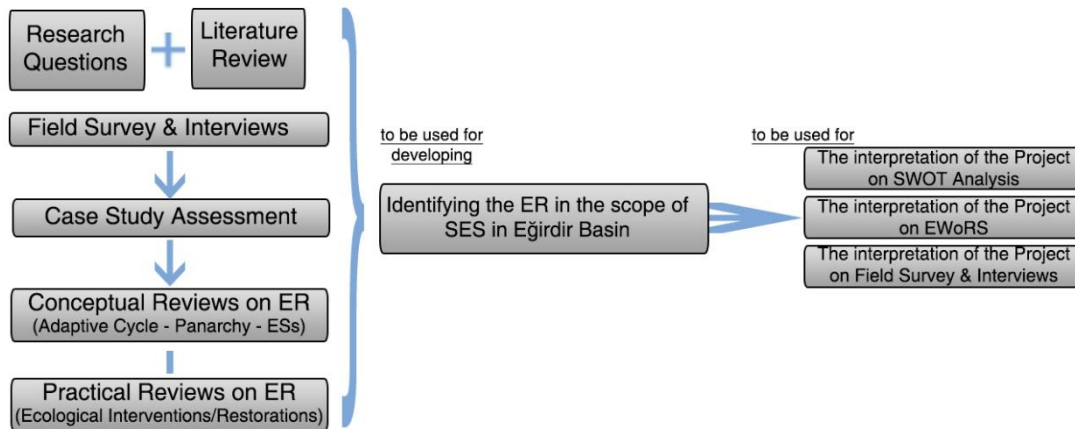 Research
Questions
Literature
Review
Field Survey & Interviews
Case Study Assessment
Conceptual Reviews on ER
(Adaptive Cycle - Panarchy - ESs)
Practical Reviews on ER
(Ecological Interventions/Restorations)
to be used for
developing
Identifying the ER in the scope of
SES in Eğirdir Basin
to be used for
The interpretation of the Project
on SWOT Analysis
The interpretation of the Project
on EWoRS
The interpretation of the Project
on Field Survey & Interviews